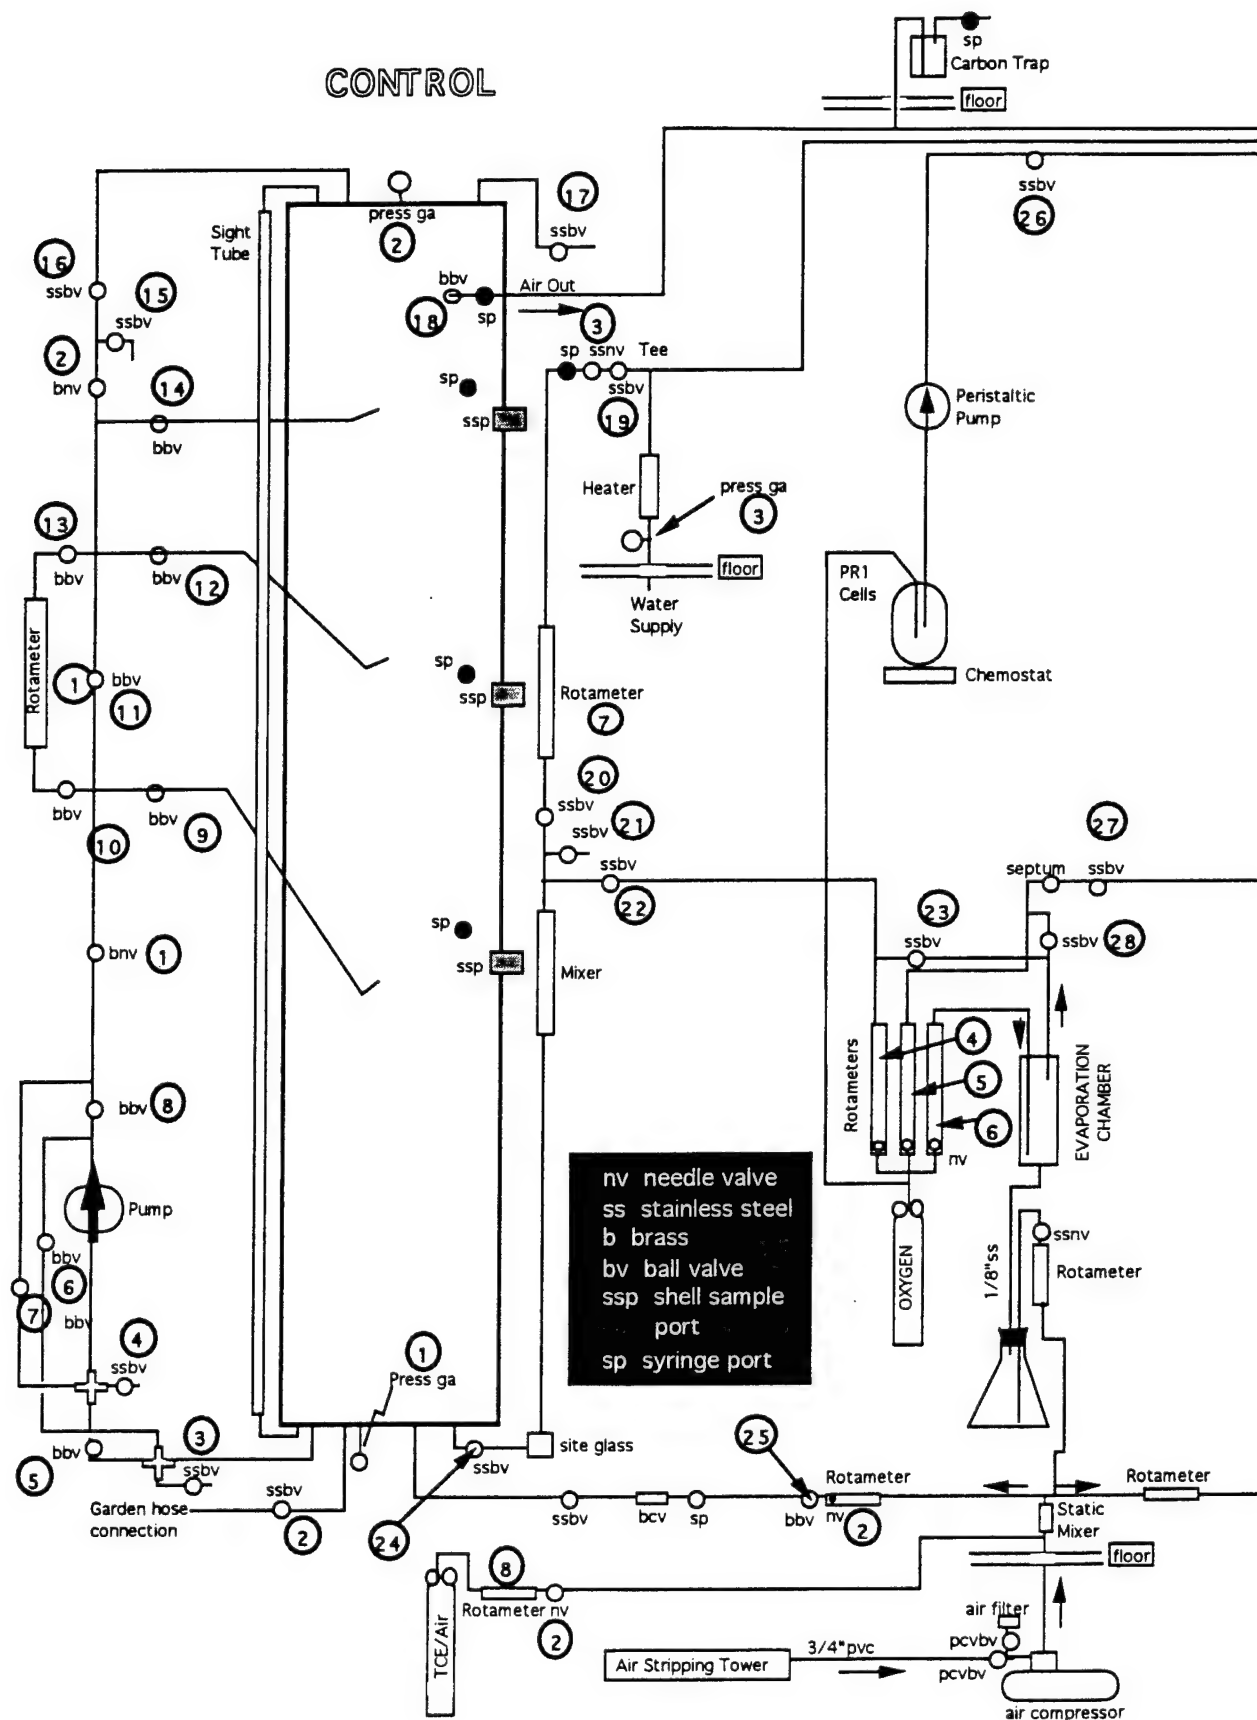 CONTROL
sp
Carbon Trap
floor
ssbv
26
17
press ga
2
ssbv
Sight
Tube
16
ssbv
15
ssbv
bbv
18
sp
Air Out
3
2
bnv
14
bbv
sp
ssp
sp ssnv Tee
ssbv
19
Peristaltic
Pump
Heater
press ga
3
floor
Water
Supply
13
bbv
bbv
12
PR1
Cells
Chemostat
Rotameter
1
bbv
11
sp
ssp
Rotameter
7
20
ssbv
21
ssbv
bbv
10
bbv
9
ssbv
22
27
septum
ssbv
23
ssbv
ssbv 28
sp
ssp
Mixer
bnv 1
Rotameters
4
5
6
nv
EVAPORATION
CHAMBER
bbv 8
Pump
bbv
6
7
bbv
4
ssbv
nv needle valve
ss stainless steel
b brass
bv ball valve
ssp shell sample
port
sp syringe port
OXYGEN
1/8"ss
ssnv
Rotameter
1
Press ga
3
bbv
5
ssbv
ssbv
24
site glass
25
Garden hose
connection
ssbv
2
ssbv
bcv
sp
bbv
nv
Rotameter
2
Rotameter
Static
Mixer
floor
TCE/Air
8
Rotameter nv
2
air filter
pcvbv
pcvbv
Air Stripping Tower
3/4"pvc
air compressor